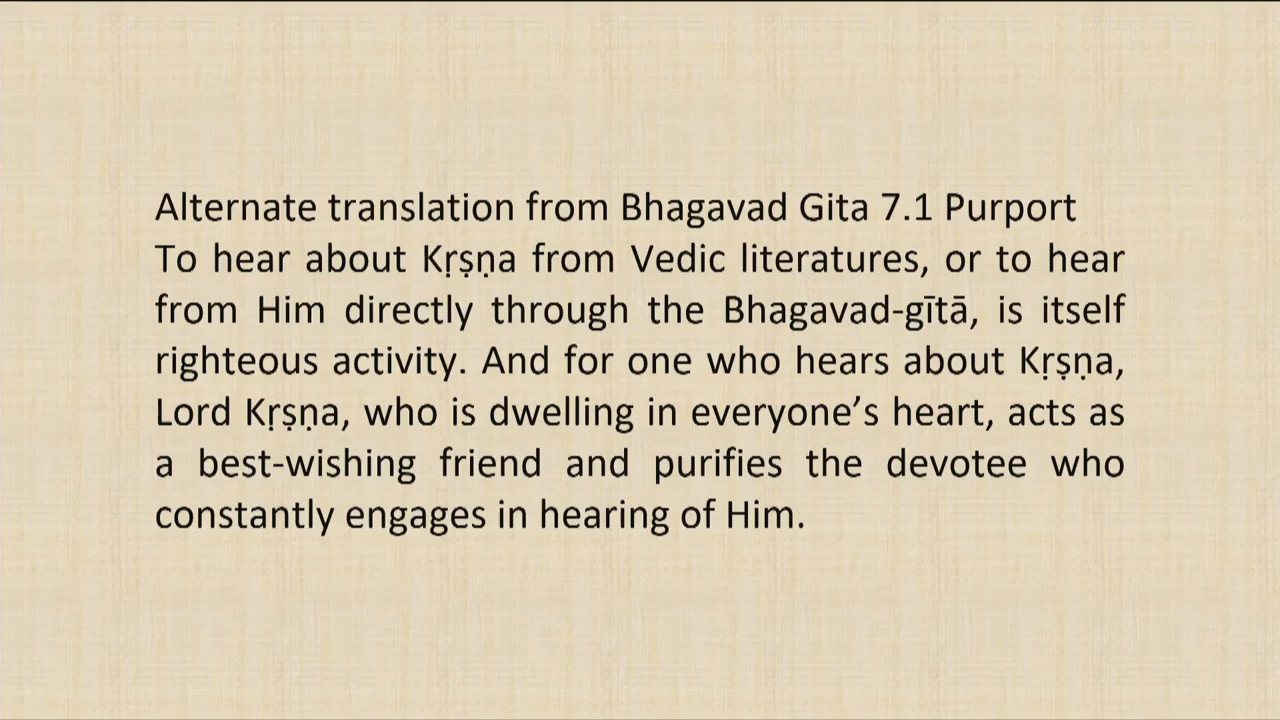 Alternate translation from Bhagavad Gita 7.1 Purport
To hear about Kṛṣṇa from Vedic literatures, or to hear
from Him directly through the Bhagavad-gītā, is itself
righteous activity. And for one who hears about Kṛṣṇa,
Lord Kṛṣṇa, who is dwelling in everyone’s heart, acts as
a best-wishing friend and purifies the devotee who
constantly engages in hearing of Him.